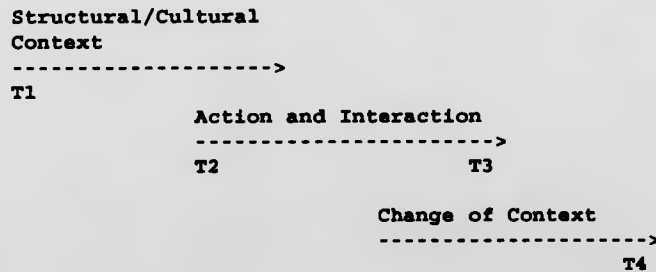 Structural/Cultural
Context
--------------------->
T1
Action and Interaction
------------------------>
T2 T3
Change of Context
---------------------->
T4